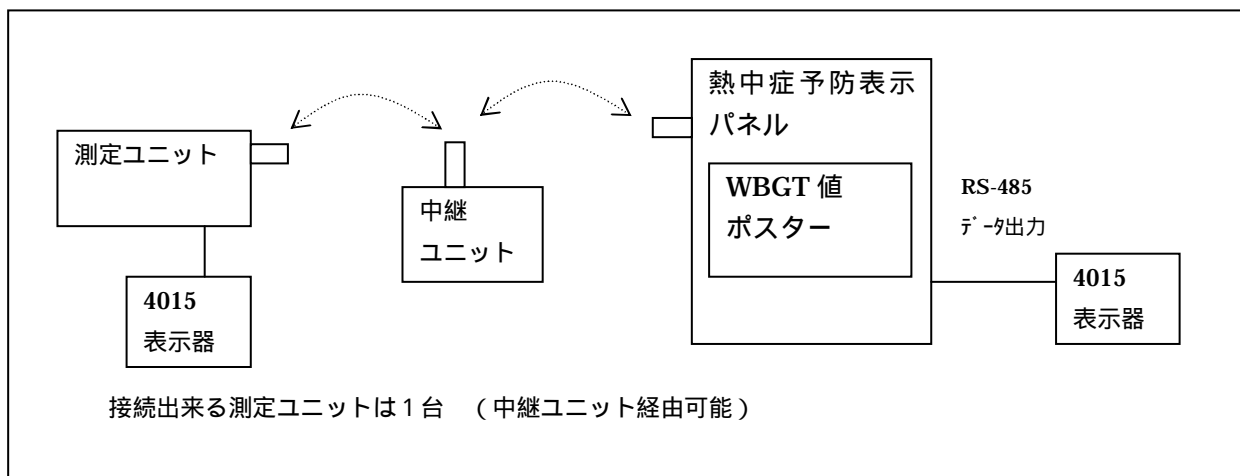 測定ユニット
4015
表示器
中継
ユニット
熱中症予防表示
パネル
WBGT 値
ポスター
RS-485
ﾃﾞｰﾀ出力
4015
表示器
接続出来る測定ユニットは１台 （中継ユニット経由可能）